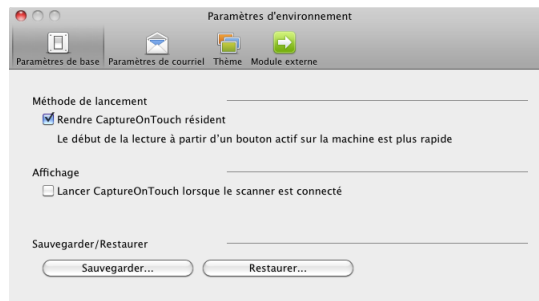 Paramètres d'environnement
Paramètres de base Paramètres de courriel Thème Module externe
Méthode de lancement
Rendre CaptureOnTouch résident
Le début de la lecture à partir d'un bouton actif sur la machine est plus rapide
Affichage
Lancer CaptureOnTouch lorsque le scanner est connecté
Sauvegarder/Restaurer
Sauvegarder... Restaurer...